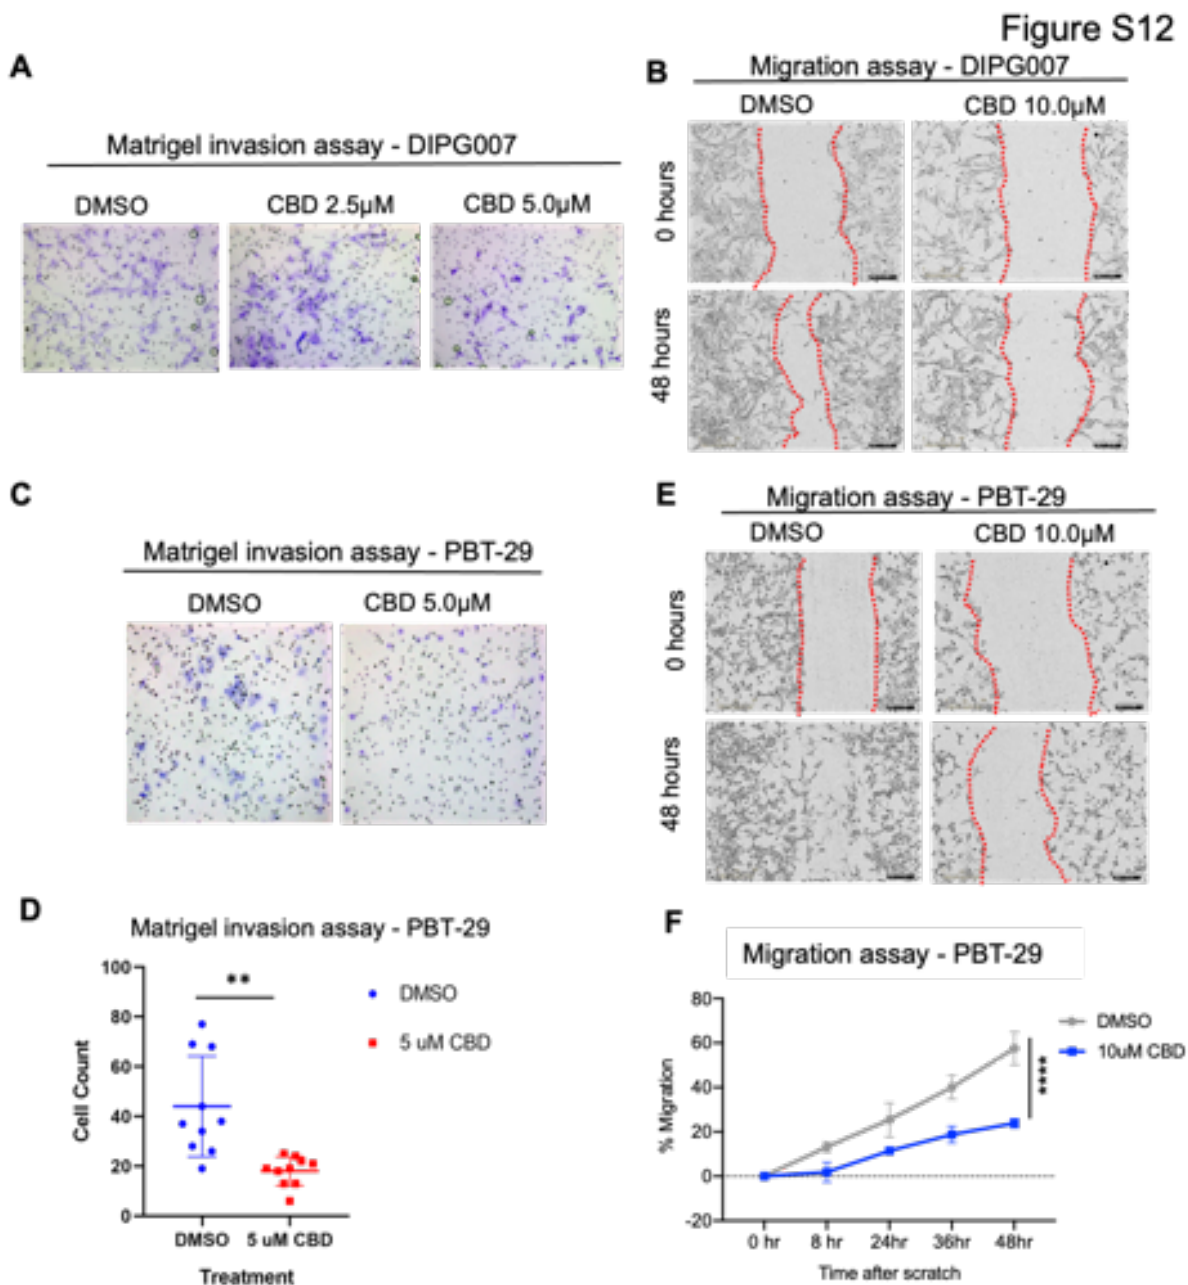 Figure S12
A
Matrigel invasion assay - DIPG007
DMSO
CBD 2.5µM
CBD 5.0µM
B
Migration assay - DIPG007
DMSO
CBD 10.0µM
0 hours
48 hours
C
Matrigel invasion assay - PBT-29
DMSO
CBD 5.0µM
E
Migration assay - PBT-29
DMSO
CBD 10.0µM
0 hours
48 hours
D
Matrigel invasion assay - PBT-29
100
80
60
40
20
0
Cell Count
**
DMSO
5 uM CBD
DMSO
5 uM CBD
Treatment
F
Migration assay - PBT-29
80
60
40
20
0
-20
% Migration
DMSO
10uM CBD
****
0 hr
8 hr
24hr
36hr
48hr
Time after scratch